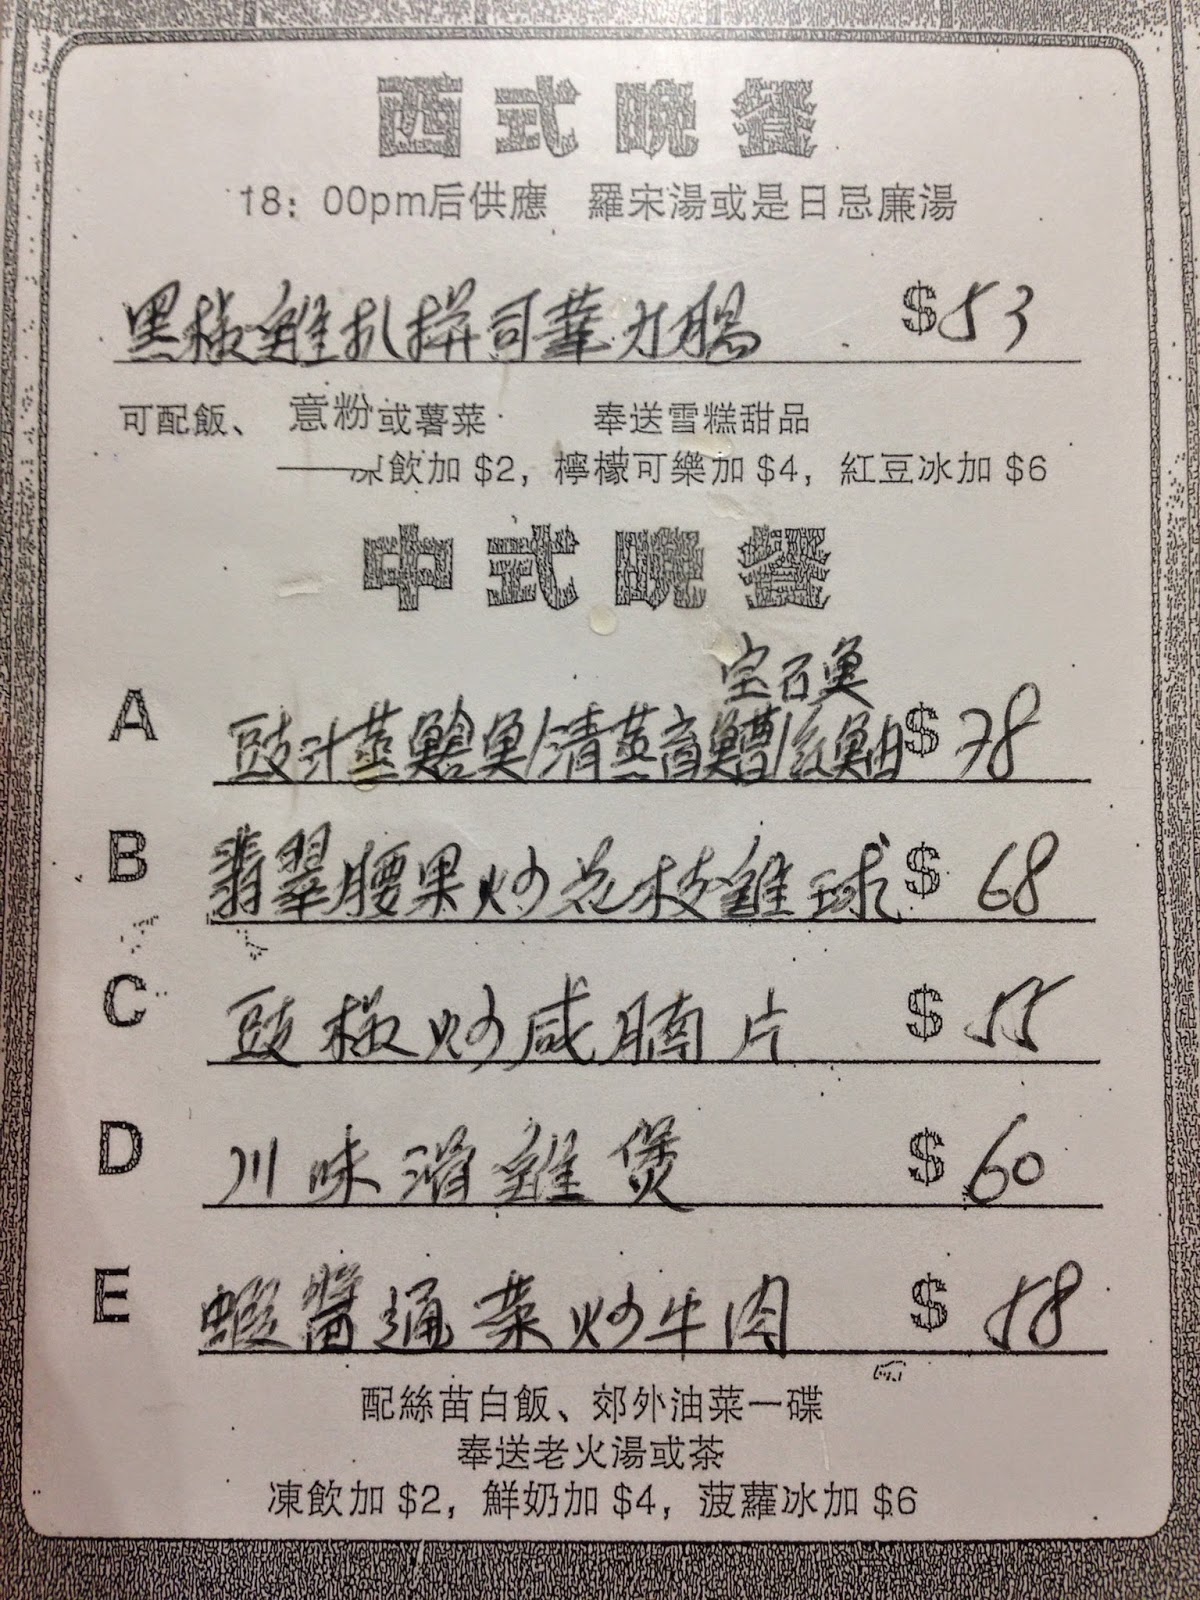 西式晚餐
18：00pm后供應 羅宋湯或是日忌廉湯
黑椒雞扒拼司華力腸 $53
可配飯、意粉或薯菜 奉送雪糕甜品
凍飲加 $2，檸檬可樂加 $4，紅豆冰加 $6
中式晚餐
宝石魚
A 豉汁蒸魚/清蒸/紅 $78
B 翡翠腰果炒花枝雞球 $68
C 豉椒炒咸腩片 $55
D 川味滑雞煲 $60
E 蝦醬通菜炒牛肉 $58
配絲苗白飯、郊外油菜一碟
奉送老火湯或茶
凍飲加 $2，鮮奶加 $4，菠蘿冰加 $6